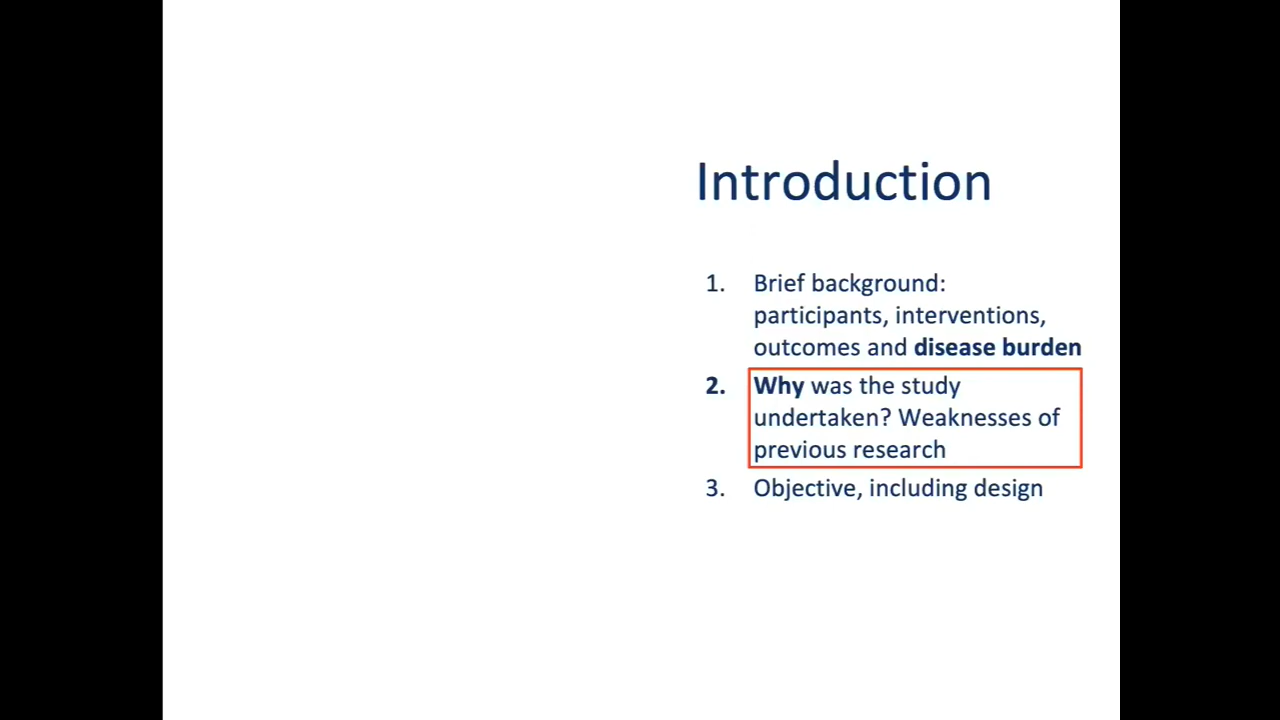 Introduction
1. Brief background:
participants, interventions,
outcomes and disease burden
2. Why was the study
undertaken? Weaknesses of
previous research
3. Objective, including design